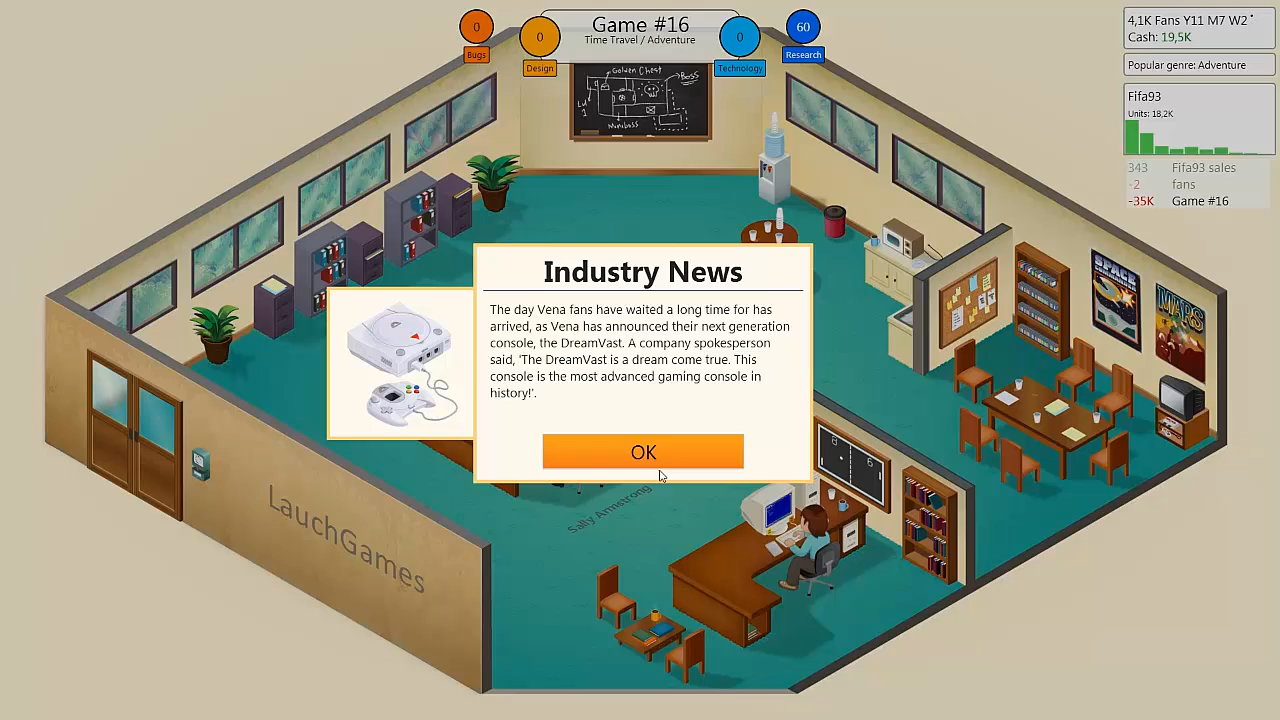 Game #16
Time Travel / Adventure
0
Bugs
0
Design
0
Technology
60
Research
4,1K Fans Y11 M7 W2
Cash: 19,5K
Popular genre: Adventure
Fifa93
Units: 18,2K
343 Fifa93 sales
-2 fans
-35K Game #16
Golden Chest
Boss
Lvl
1
Miniboss
SPACE
MARS
Industry News
The day Vena fans have waited a long time for has
arrived, as Vena has announced their next generation
console, the DreamVast. A company spokesperson
said, 'The DreamVast is a dream come true. This
console is the most advanced gaming console in
history!'.
OK
Sally Armstrong
LauchGames